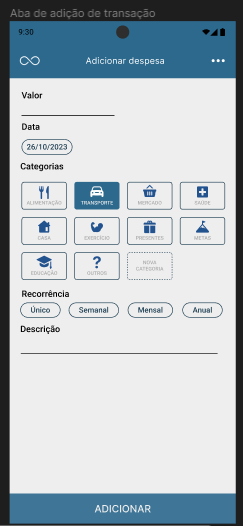 Aba de adição de transação
9:30
Adicionar despesa
Valor
Data
26/10/2023
Categorias
ALIMENTAÇÃO TRANSPORTE MERCADO SAÚDE
CASA EXERCÍCIO PRESENTES METAS
EDUCAÇÃO OUTROS NOVA
CATEGORIA
Recorrência
Único Semanal Mensal Anual
Descrição
ADICIONAR